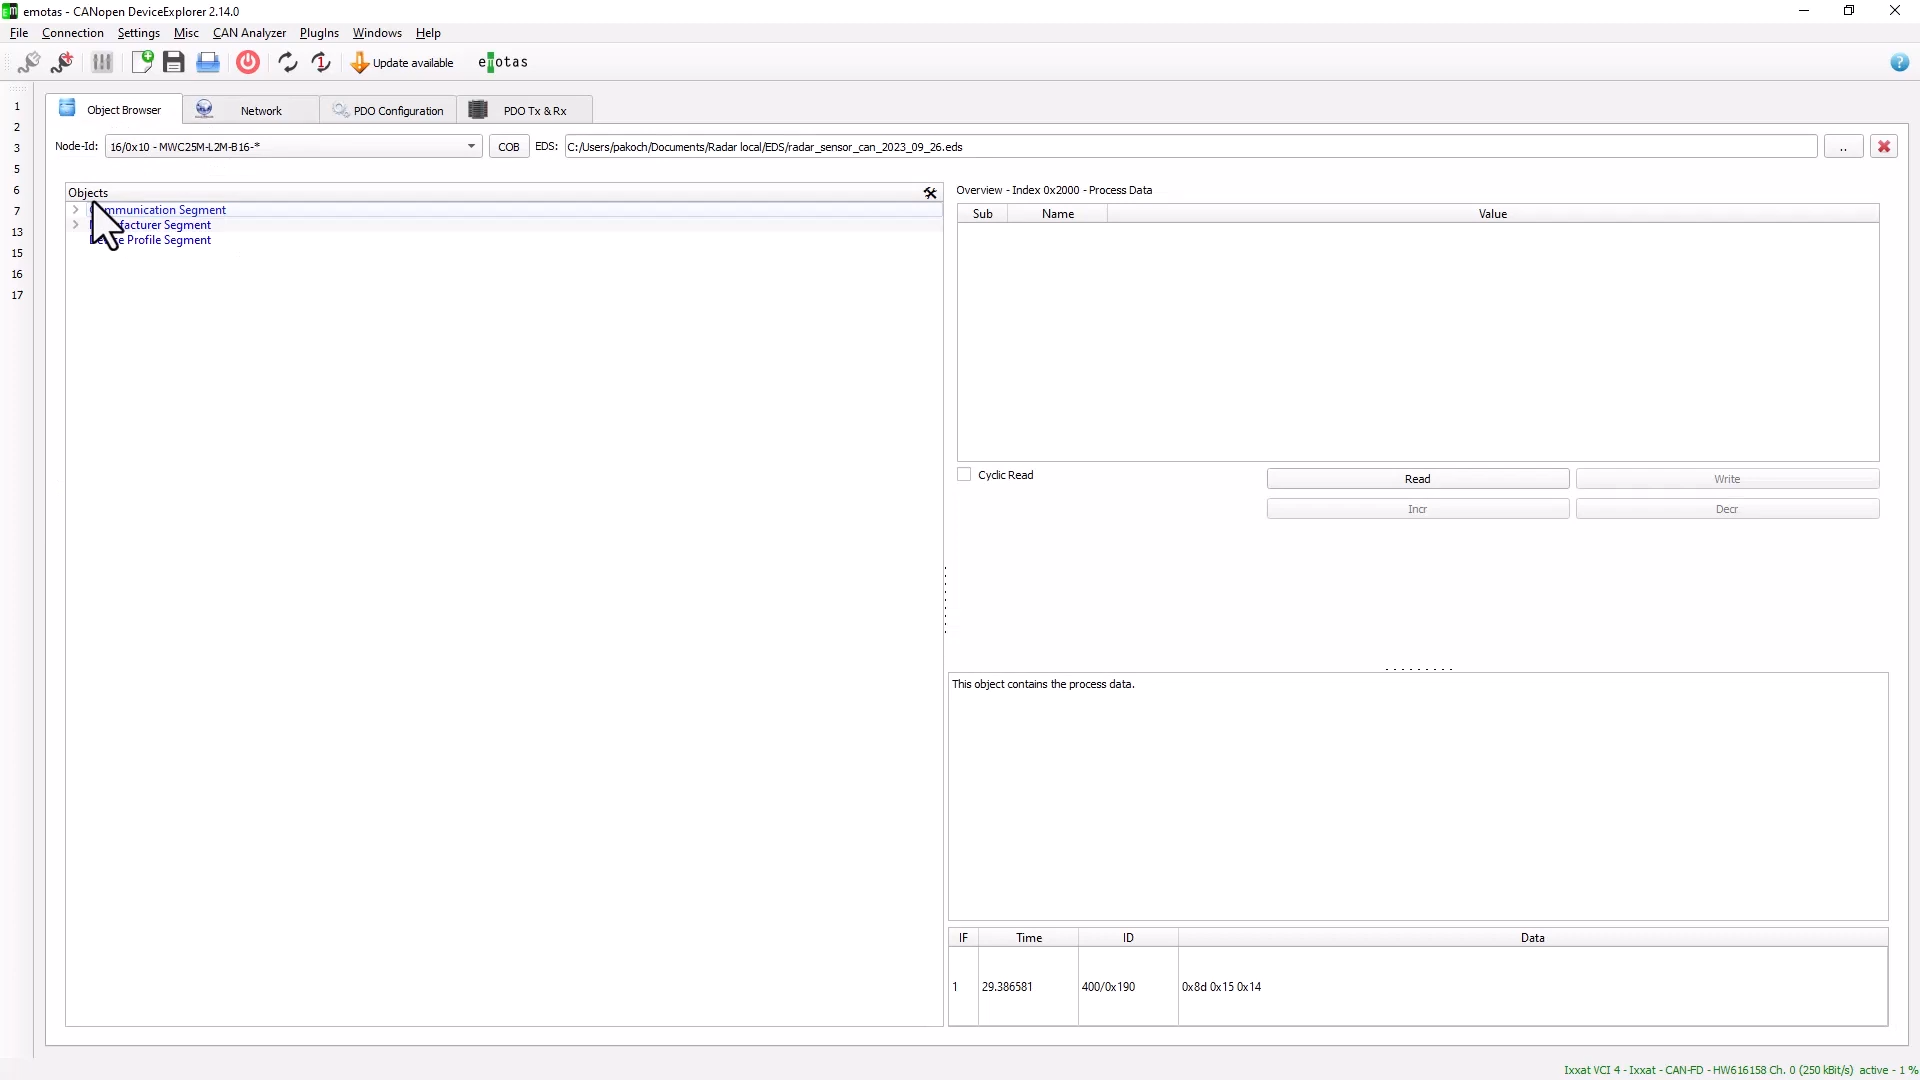 emotas - CANopen DeviceExplorer 2.14.0
File Connection Settings Misc CAN Analyzer PlugIns Windows Help
1 Update available emotas ?
Object Browser Network PDO Configuration PDO Tx & Rx
Node-Id: 16/0x10 - MWC25M-L2M-B16-* COB EDS: C:/Users/pakoch/Documents/Radar local/EDS/radar_sensor_can_2023_09_26.eds ..
1
2
3
5
6
7
13
15
16
17
Objects
Segment
Segment
Profile Segment
Overview - Index 0x2000 - Process Data
Sub Name Value
Cyclic Read Read Write
Incr Decr
This object contains the process data.
IF Time ID Data
1 29.386581 400/0x190 0x8d 0x15 0x14
Ixxat VCI 4 - Ixxat - CAN-FD - HW616158 Ch. 0 (250 kBit/s) active - 1 %